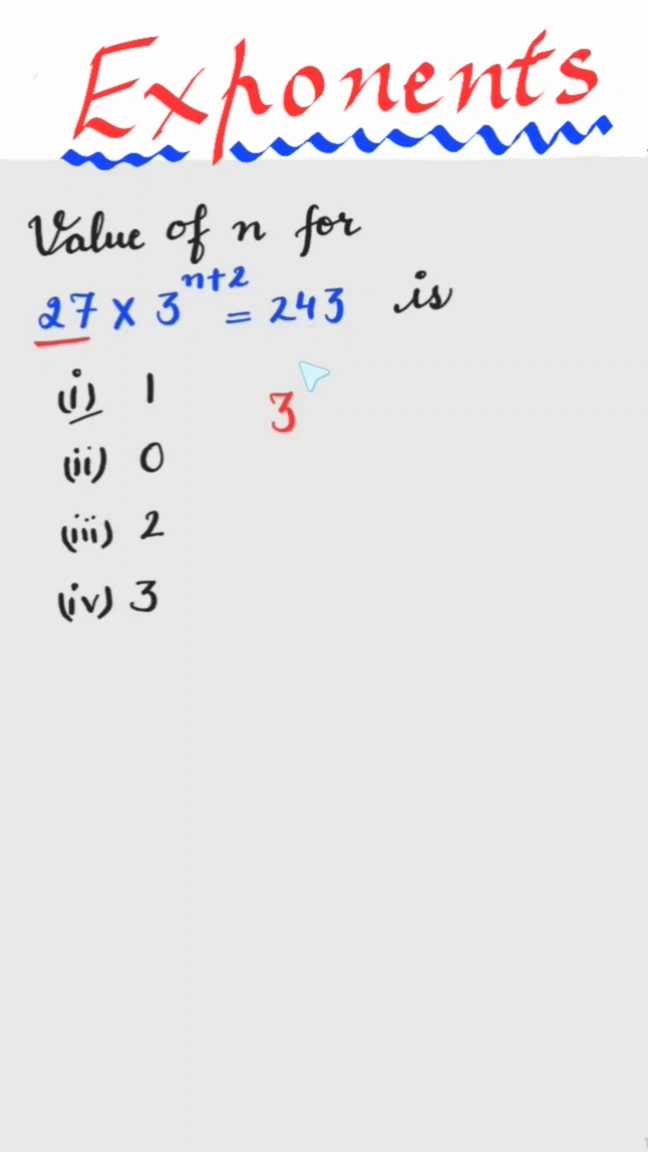 Exponents
Value of n for
27 x 3^n+2 = 243 is
(i) 1
3
(ii) 0
(iii) 2
(iv) 3